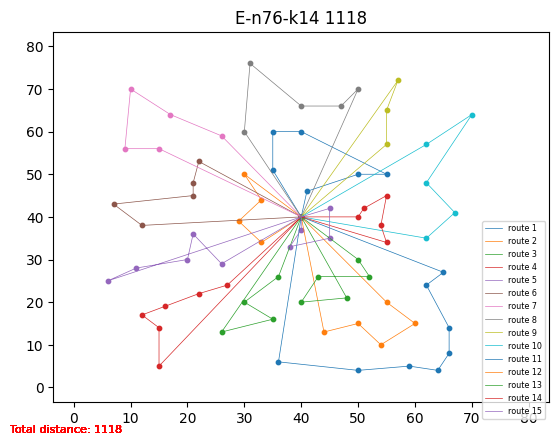 E-n76-k14 1118
80
70
60
50
40
30
20
10
0
0 10 20 30 40 50 60 70 80
route 1
route 2
route 3
route 4
route 5
route 6
route 7
route 8
route 9
route 10
route 11
route 12
route 13
route 14
route 15
Total distance: 1118